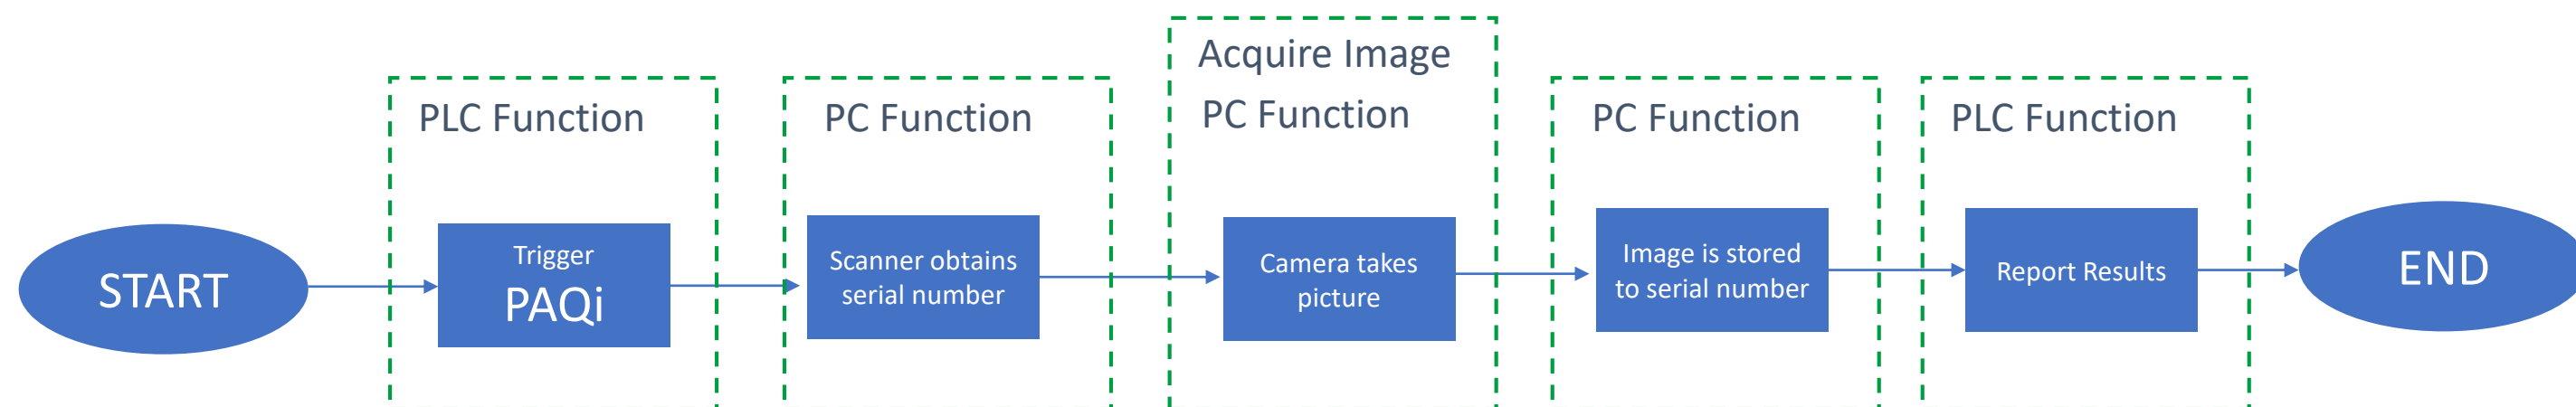 START
PLC Function
Trigger
PAQi
PC Function
Scanner obtains
serial number
Acquire Image
PC Function
Camera takes
picture
PC Function
Image is stored
to serial number
PLC Function
Report Results
END